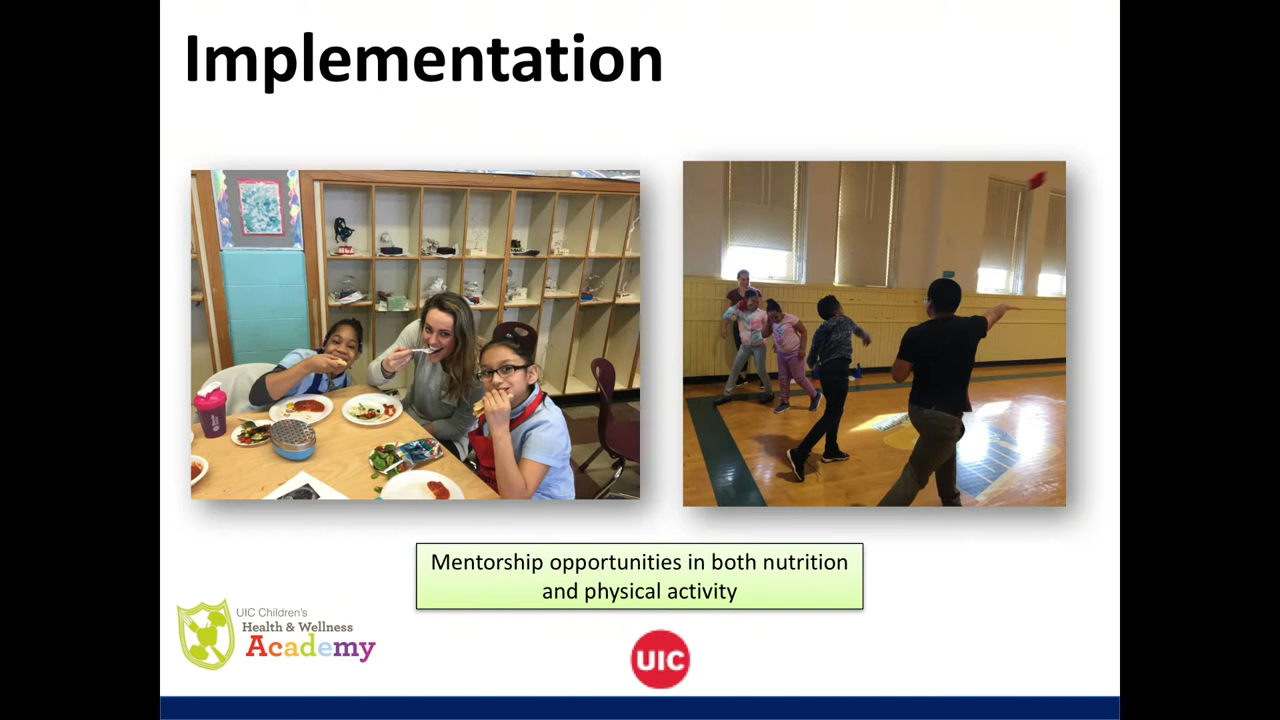 Implementation
Mentorship opportunities in both nutrition
and physical activity
UIC Children's
Health & Wellness
Academy
UIC